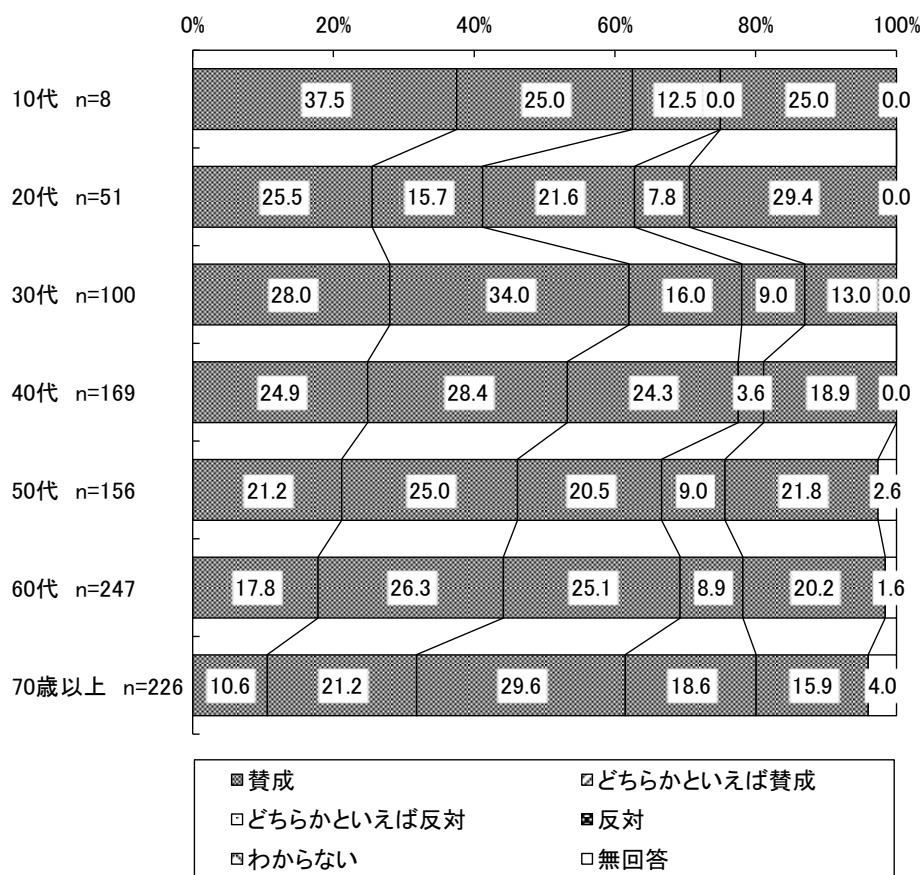 0% 20% 40% 60% 80% 100%
10代 n=8 37.5 25.0 12.5 0.0 25.0 0.0
20代 n=51 25.5 15.7 21.6 7.8 29.4 0.0
30代 n=100 28.0 34.0 16.0 9.0 13.0 0.0
40代 n=169 24.9 28.4 24.3 3.6 18.9 0.0
50代 n=156 21.2 25.0 20.5 9.0 21.8 2.6
60代 n=247 17.8 26.3 25.1 8.9 20.2 1.6
70歳以上 n=226 10.6 21.2 29.6 18.6 15.9 4.0
賛成 どちらかといえば賛成
どちらかといえば反対 反対
わからない 無回答